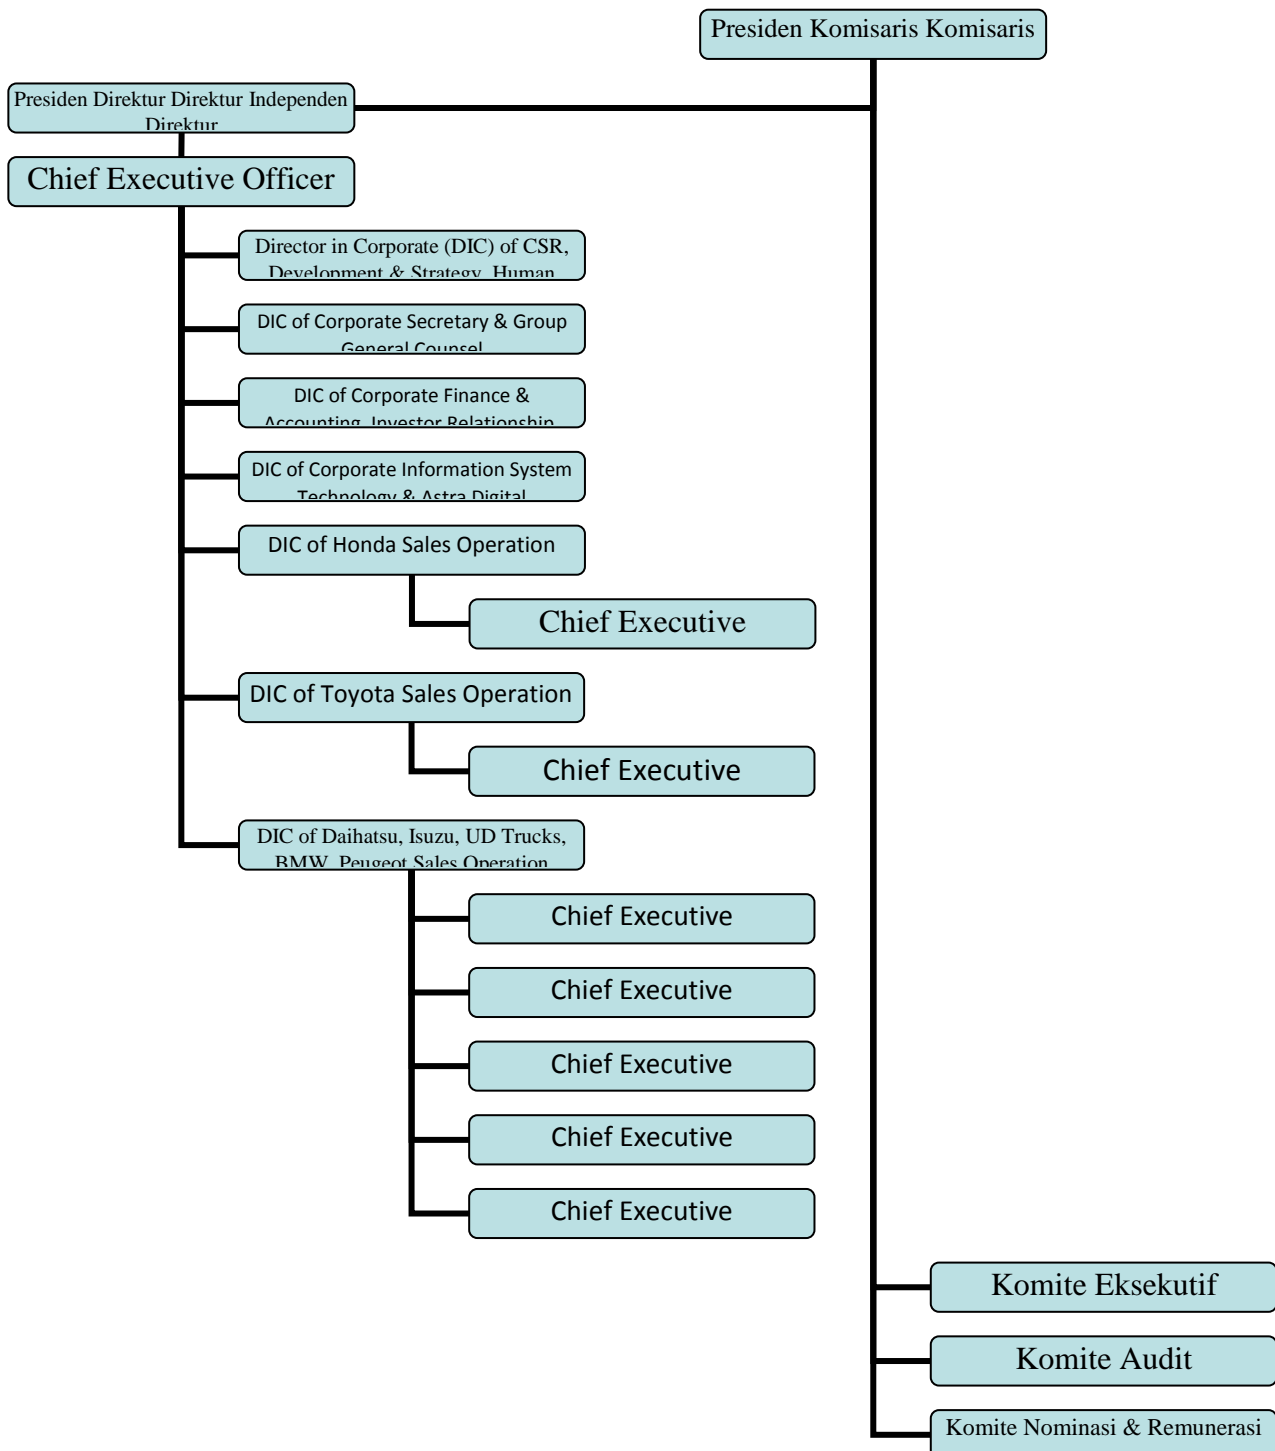 Presiden Komisaris Komisaris
Presiden Direktur Direktur Independen
Direktur
Chief Executive Officer
Director in Corporate (DIC) of CSR,
Development & Strategy, Human
DIC of Corporate Secretary & Group
General Counsel
DIC of Corporate Finance &
Accounting, Investor Relationship
DIC of Corporate Information System
Technology & Astra Digital
DIC of Honda Sales Operation
Chief Executive
DIC of Toyota Sales Operation
Chief Executive
DIC of Daihatsu, Isuzu, UD Trucks,
BMW, Peugeot Sales Operation
Chief Executive
Chief Executive
Chief Executive
Chief Executive
Chief Executive
Komite Eksekutif
Komite Audit
Komite Nominasi & Remunerasi